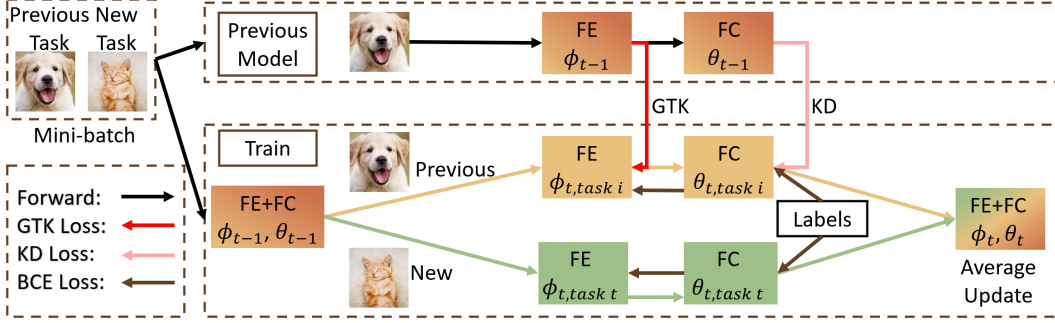 Previous New
Task Task
Mini-batch
Previous
Model
FE
ϕ_{t−1}
FC
θ_{t−1}
GTK
KD
Train
Previous
FE+FC
ϕ_{t−1}, θ_{t−1}
New
FE
ϕ_{t,task i}
FC
θ_{t,task i}
Labels
FE
ϕ_{t,task t}
FC
θ_{t,task t}
FE+FC
ϕ_t, θ_t
Average
Update
Forward:
GTK Loss:
KD Loss:
BCE Loss: